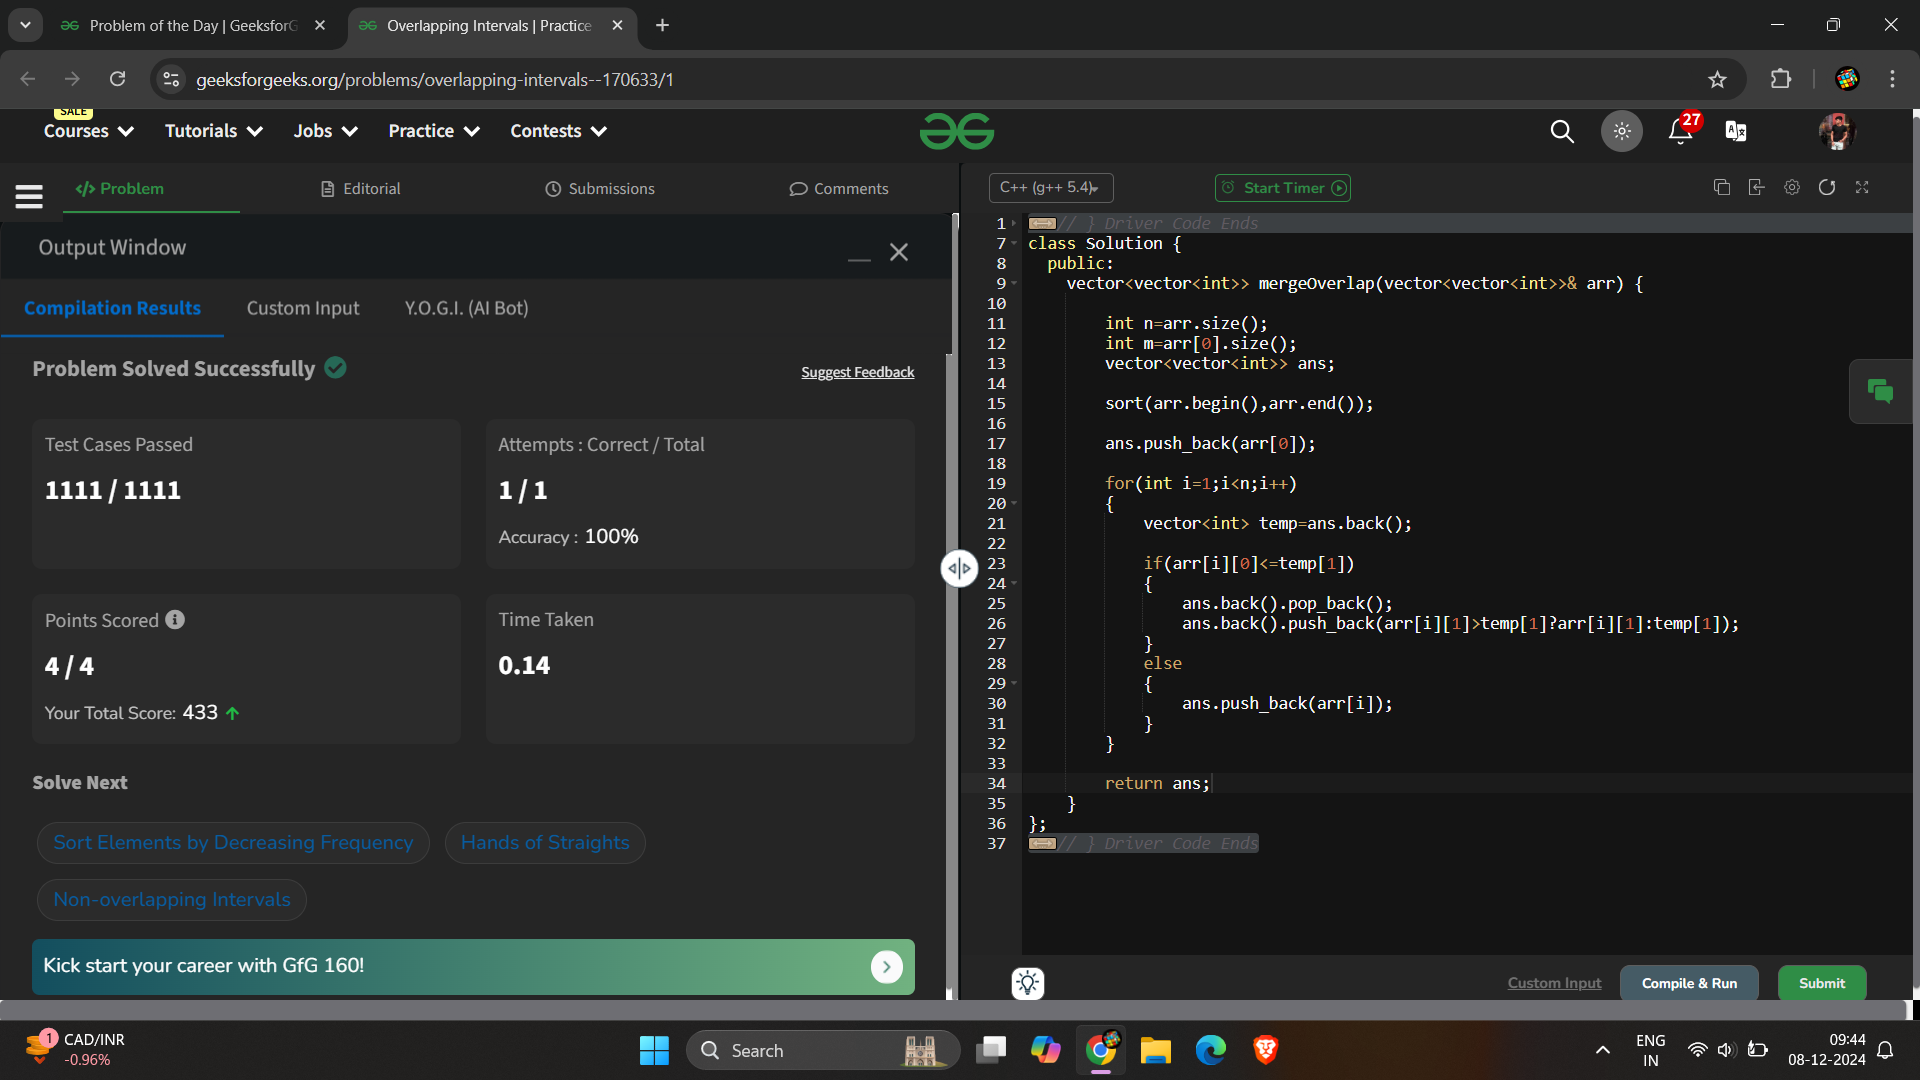 Problem of the Day | GeeksforG
Overlapping Intervals | Practice
geeksforgeeks.org/problems/overlapping-intervals--170633/1
SALE
Courses
Tutorials
Jobs
Practice
Contests
27
</> Problem
Editorial
Submissions
Comments
C++ (g++ 5.4)
Start Timer
Output Window
Compilation Results
Custom Input
Y.O.G.I. (AI Bot)
Problem Solved Successfully
Suggest Feedback
Test Cases Passed
1111 / 1111
Attempts : Correct / Total
1 / 1
Accuracy : 100%
Points Scored
4 / 4
Your Total Score: 433
Time Taken
0.14
Solve Next
Sort Elements by Decreasing Frequency
Hands of Straights
Non-overlapping Intervals
Kick start your career with GfG 160!
1 // } Driver Code Ends
7 class Solution {
8 public:
9 vector<vector<int>> mergeOverlap(vector<vector<int>>& arr) {
10
11 int n=arr.size();
12 int m=arr[0].size();
13 vector<vector<int>> ans;
14
15 sort(arr.begin(),arr.end());
16
17 ans.push_back(arr[0]);
18
19 for(int i=1;i<n;i++)
20 {
21 vector<int> temp=ans.back();
22
23 if(arr[i][0]<=temp[1])
24 {
25 ans.back().pop_back();
26 ans.back().push_back(arr[i][1]>temp[1]?arr[i][1]:temp[1]);
27 }
28 else
29 {
30 ans.push_back(arr[i]);
31 }
32 }
33
34 return ans;
35 }
36 };
37 // } Driver Code Ends
Custom Input
Compile & Run
Submit
1
CAD/INR
-0.96%
Search
ENG
IN
09:44
08-12-2024